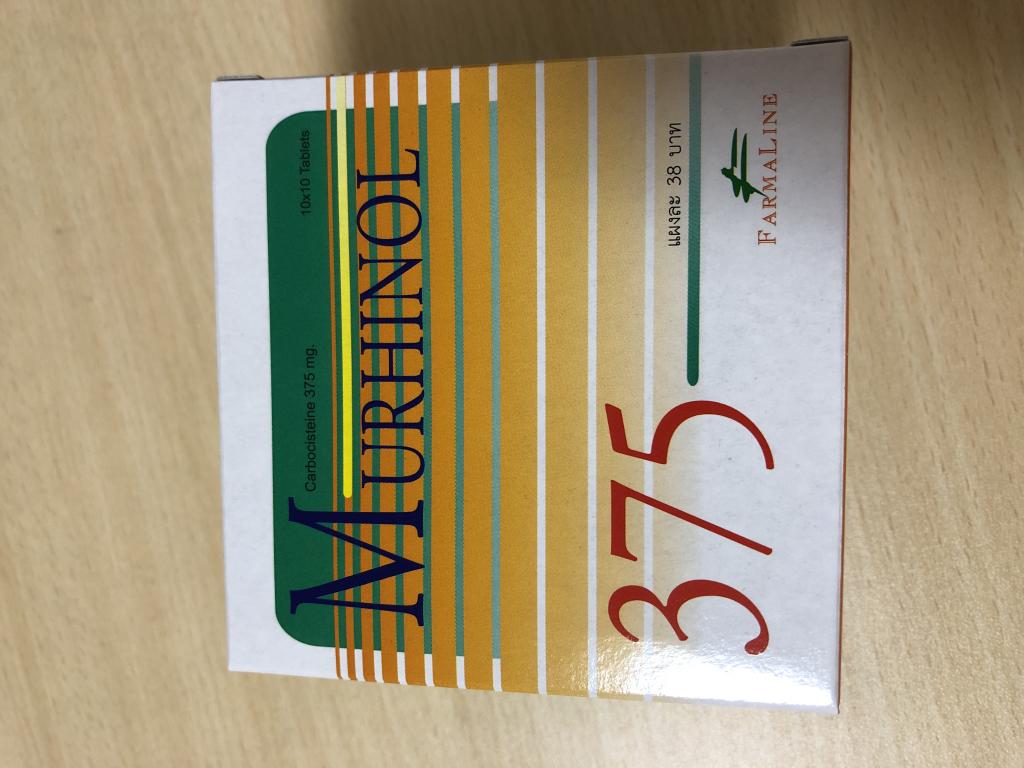 Carbocisteine 375 mg. 10x10 Tablets
MURHINOL
375
แผงละ 38 บาท
FARMALINE